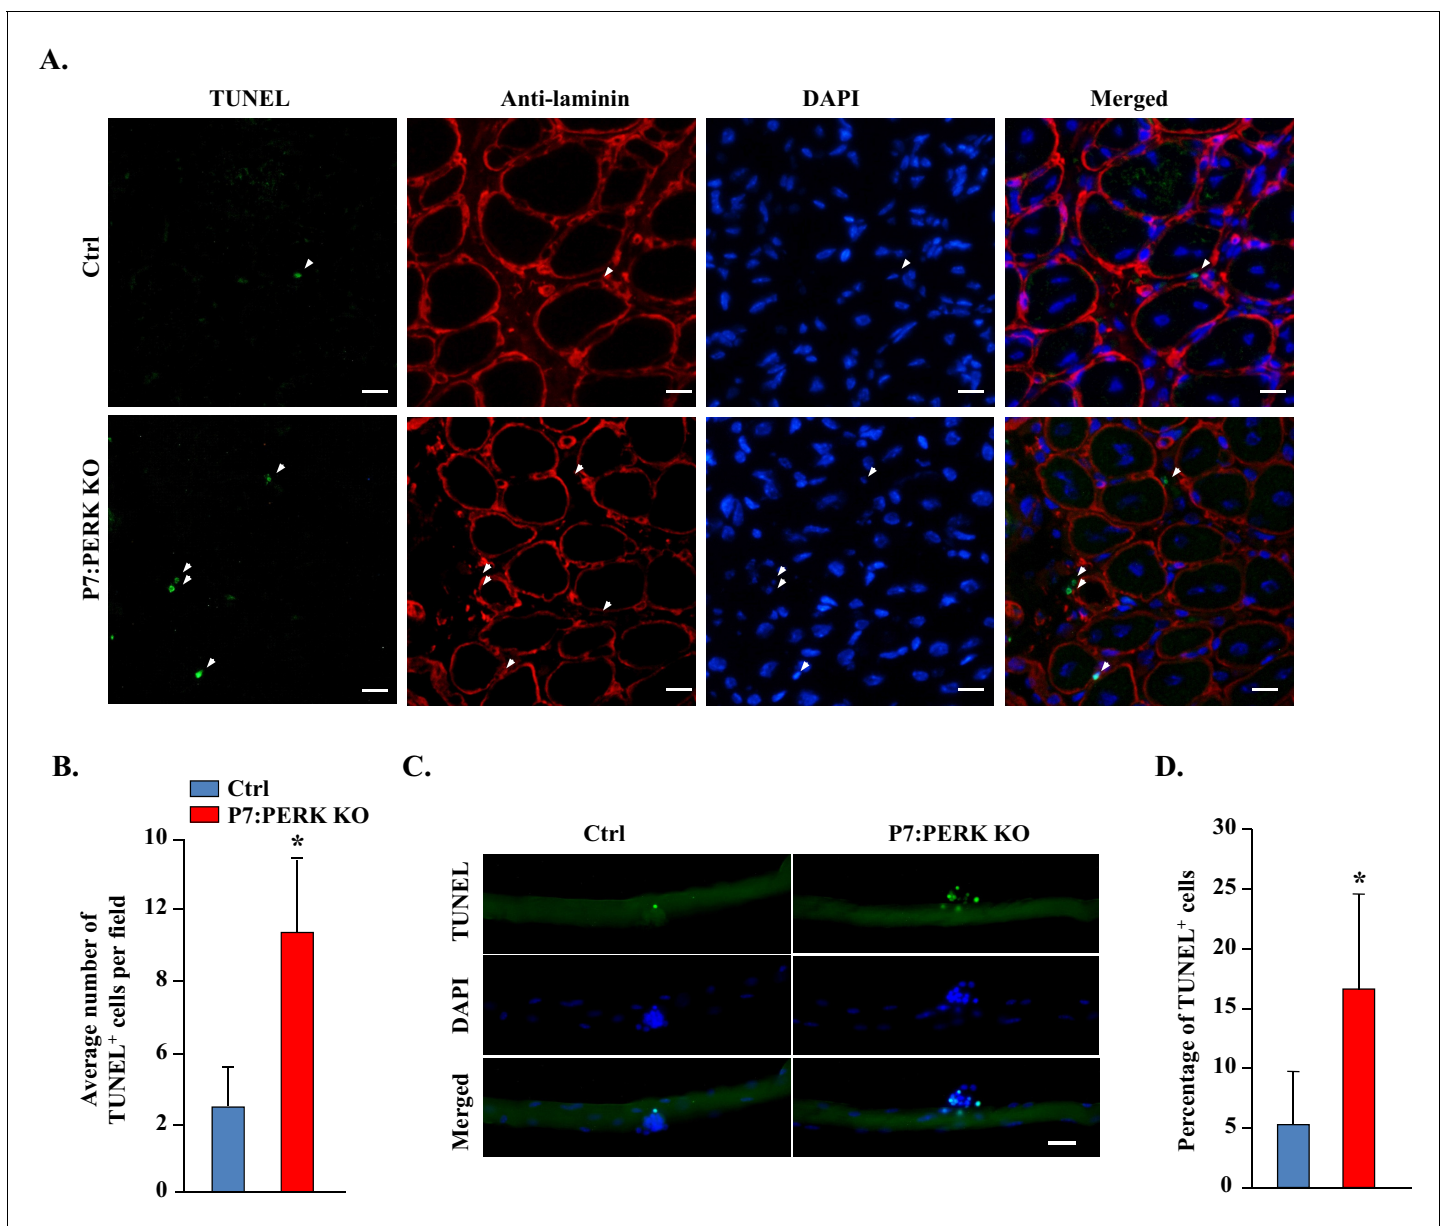 A.
TUNEL Anti-laminin DAPI Merged
Ctrl
P7:PERK KO
B.
Ctrl
P7:PERK KO
Average number of
TUNEL+ cells per field
10
12
8
6
2
0
*
C.
Ctrl P7:PERK KO
TUNEL
DAPI
Merged
D.
Percentage of TUNEL+ cells
30
25
20
15
10
5
0
*